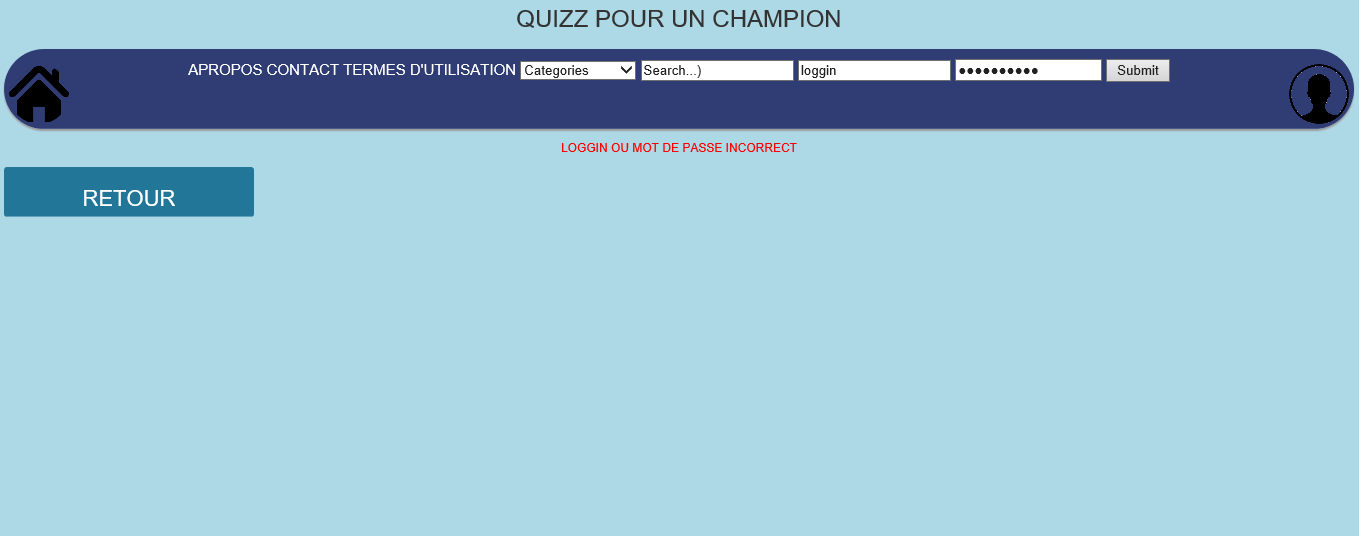 QUIZZ POUR UN CHAMPION
APROPOS CONTACT TERMES D'UTILISATION Categories Search...) loggin ●●●●●●●●●● Submit
LOGGIN OU MOT DE PASSE INCORRECT
RETOUR